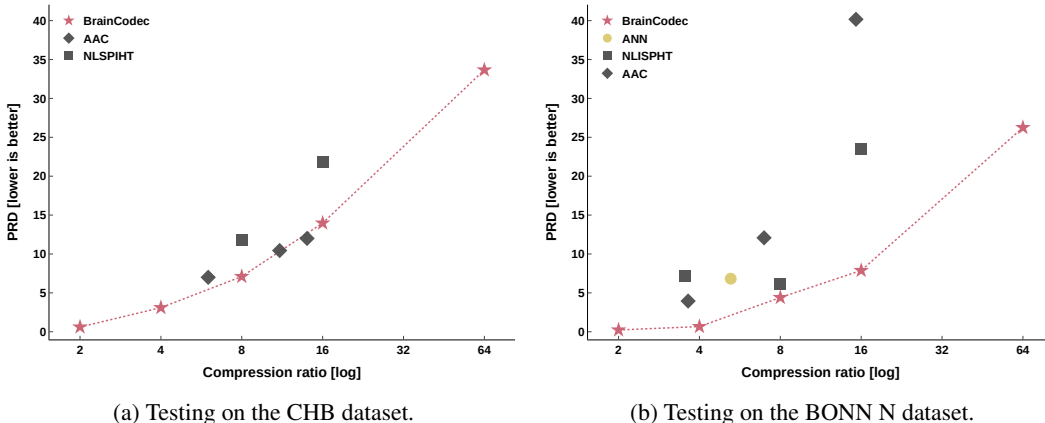 40
35
30
25
20
15
10
5
0
PRD [lower is better]
BrainCodec
AAC
NLSPIHT
2 4 8 16 32 64
Compression ratio [log]
(a) Testing on the CHB dataset.
40
35
30
25
20
15
10
5
0
PRD [lower is better]
BrainCodec
ANN
NLISPHT
AAC
2 4 8 16 32 64
Compression ratio [log]
(b) Testing on the BONN N dataset.